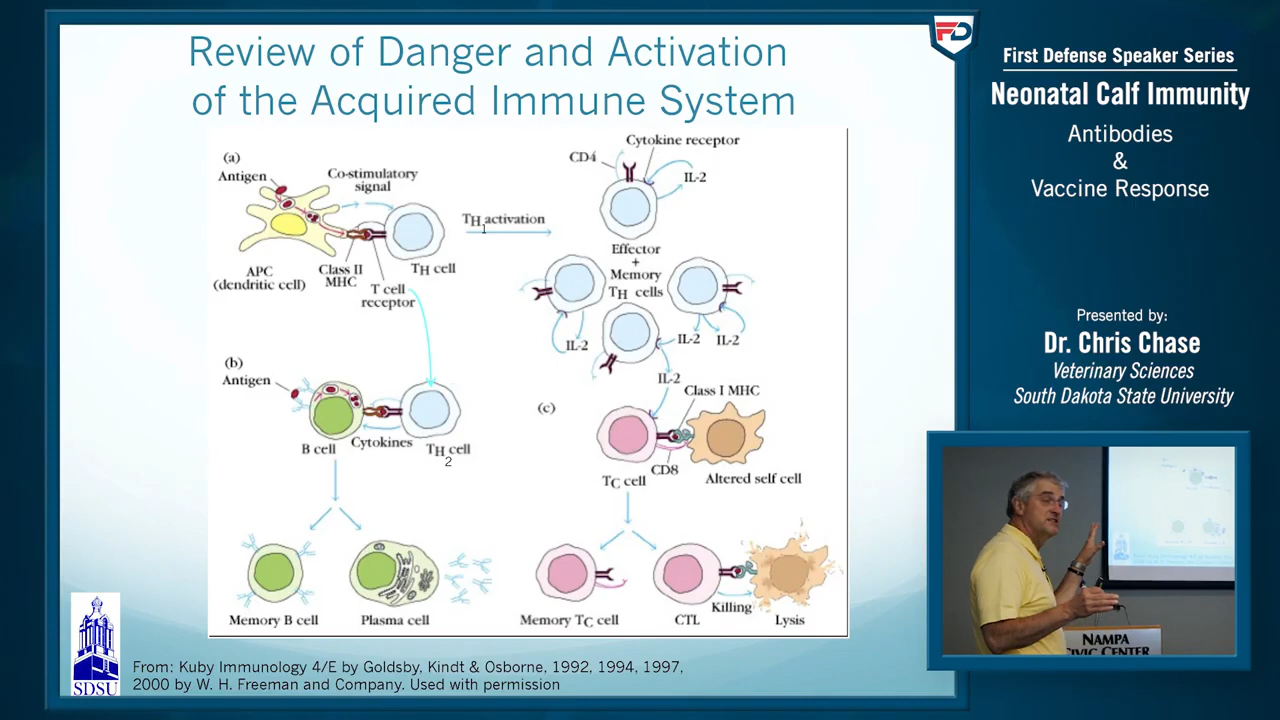 Review of Danger and Activation
of the Acquired Immune System
(a)
Antigen
Co-stimulatory
signal
APC
(dendritic cell)
Class II
MHC
T cell
receptor
TH cell
TH activation
1
CD4
Cytokine receptor
IL-2
Effector
+
Memory
TH cells
IL-2
IL-2
IL-2
IL-2
(b)
Antigen
B cell
Cytokines
TH cell
2
Memory B cell
Plasma cell
(c)
Class I MHC
TC cell
CD8
Altered self cell
Memory TC cell
CTL
Killing
Lysis
SDSU
From: Kuby Immunology 4/E by Goldsby, Kindt & Osborne, 1992, 1994, 1997,
2000 by W. H. Freeman and Company. Used with permission
FD
First Defense Speaker Series
Neonatal Calf Immunity
Antibodies
&
Vaccine Response
Presented by:
Dr. Chris Chase
Veterinary Sciences
South Dakota State University
NAMPA
CIVIC CENTER